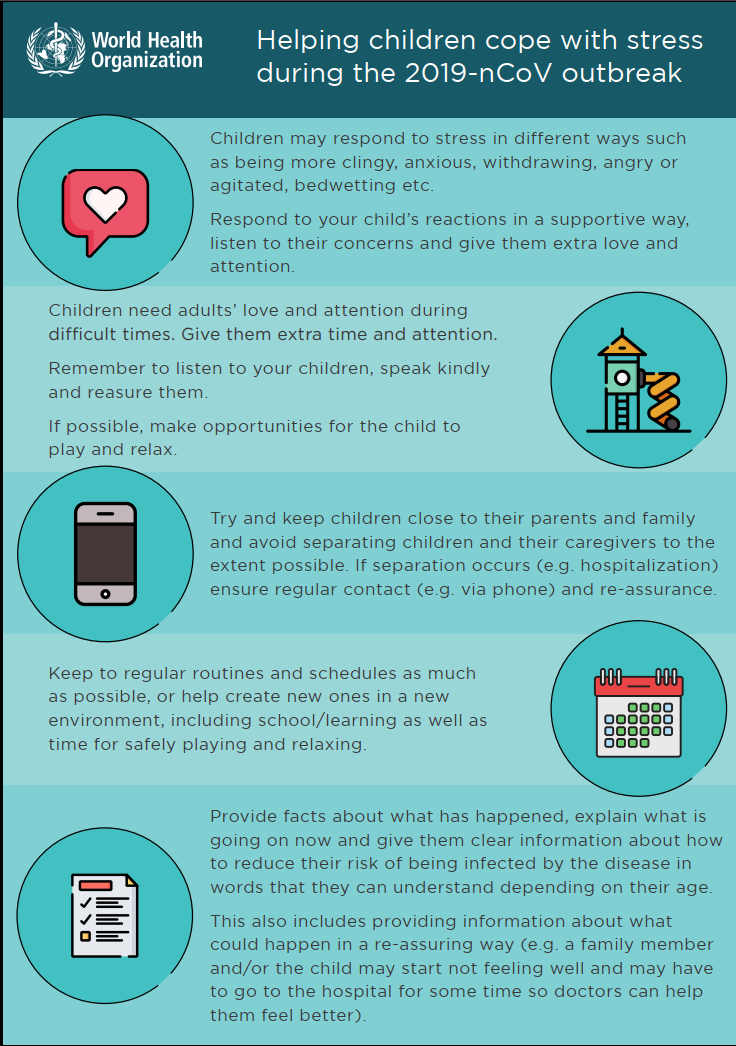 World Health
Organization
Helping children cope with stress
during the 2019-nCoV outbreak
Children may respond to stress in different ways such
as being more clingy, anxious, withdrawing, angry or
agitated, bedwetting etc.
Respond to your child's reactions in a supportive way,
listen to their concerns and give them extra love and
attention.
Children need adults' love and attention during
difficult times. Give them extra time and attention.
Remember to listen to your children, speak kindly
and reasure them.
If possible, make opportunities for the child to
play and relax.
Try and keep children close to their parents and family
and avoid separating children and their caregivers to the
extent possible. If separation occurs (e.g. hospitalization)
ensure regular contact (e.g. via phone) and re-assurance.
Keep to regular routines and schedules as much
as possible, or help create new ones in a new
environment, including school/learning as well as
time for safely playing and relaxing.
Provide facts about what has happened, explain what is
going on now and give them clear information about how
to reduce their risk of being infected by the disease in
words that they can understand depending on their age.
This also includes providing information about what
could happen in a re-assuring way (e.g. a family member
and/or the child may start not feeling well and may have
to go to the hospital for some time so doctors can help
them feel better).